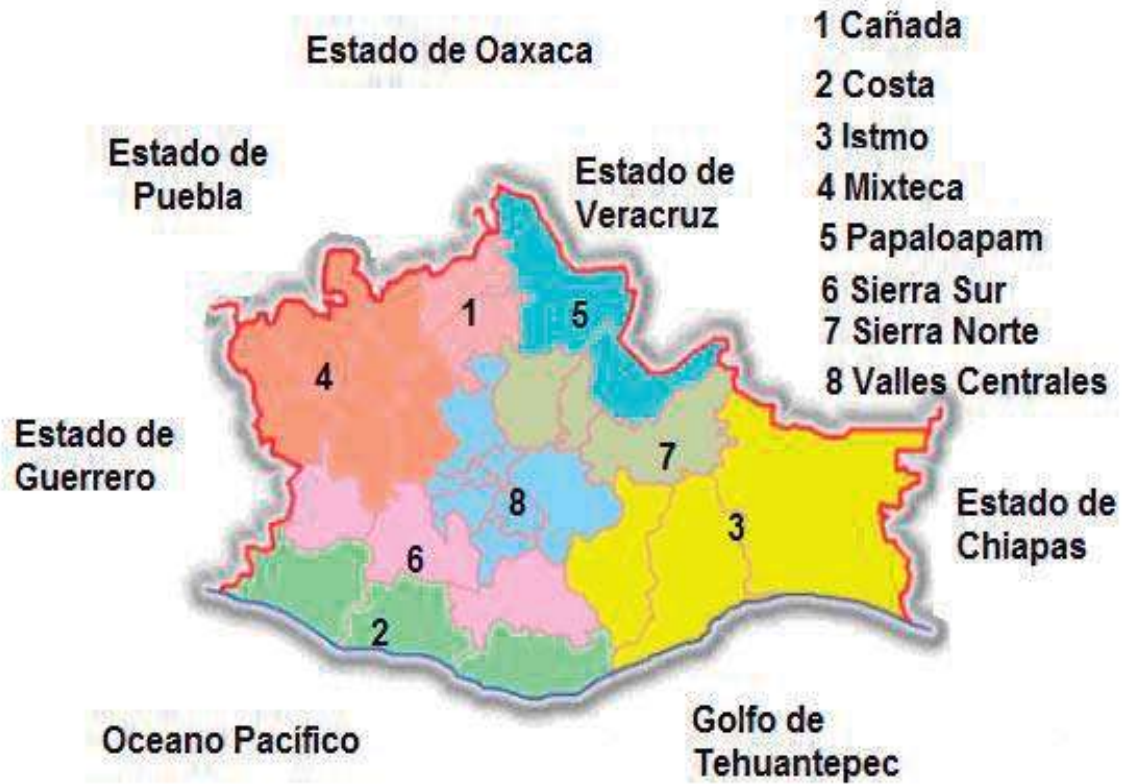 Estado de Oaxaca
1 Cañada
2 Costa
3 Istmo
4 Mixteca
5 Papaloapam
6 Sierra Sur
7 Sierra Norte
8 Valles Centrales
Estado de
Puebla
Estado de
Veracruz
1
5
4
Estado de
Guerrero
7
8
3
Estado de
Chiapas
6
2
Oceano Pacífico
Golfo de
Tehuantepec